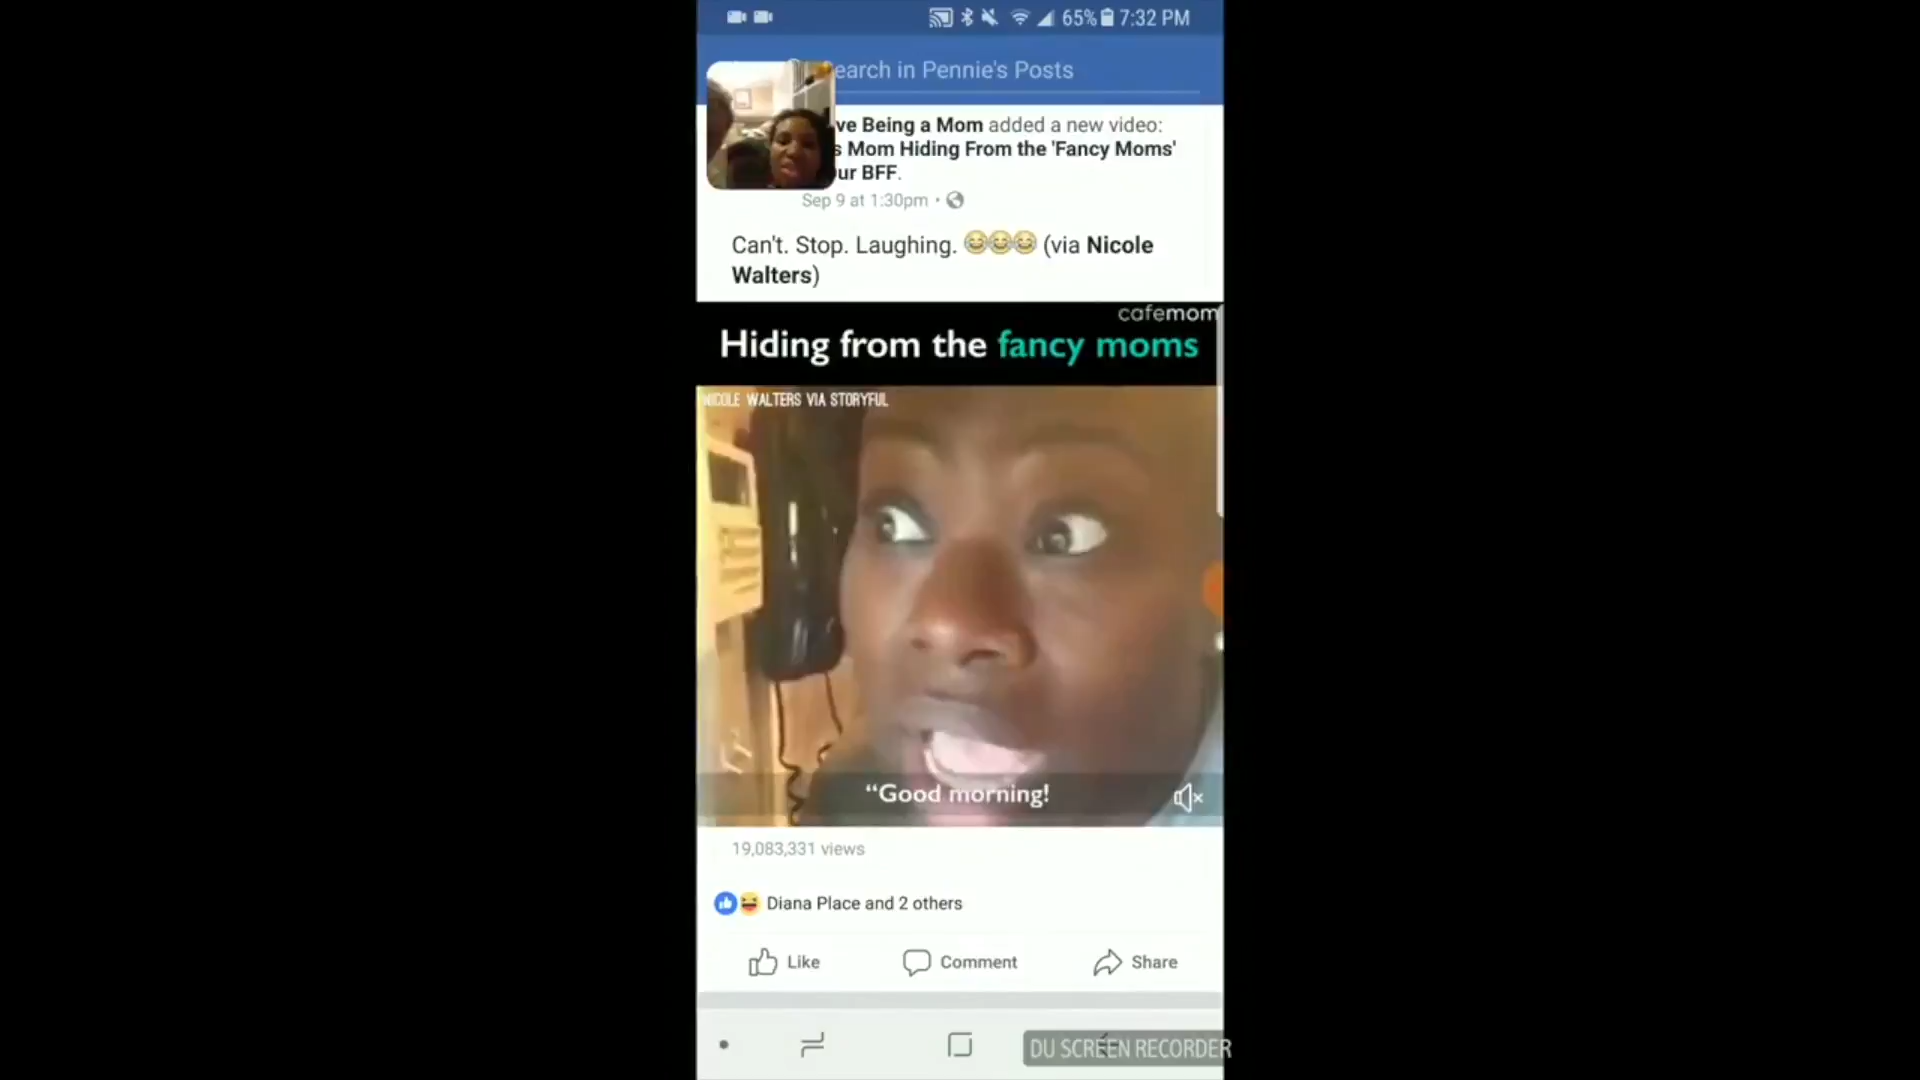 65% 7:32 PM
earch in Pennie's Posts
ve Being a Mom added a new video:
s Mom Hiding From the 'Fancy Moms'
ur BFF.
Sep 9 at 1:30pm •
Can't. Stop. Laughing. 😂😂😂 (via Nicole
Walters)
cafemom
Hiding from the fancy moms
NICOLE WALTERS VIA STORYFUL
“Good morning!
19,083,331 views
Diana Place and 2 others
Like Comment Share
DU SCREEN RECORDER